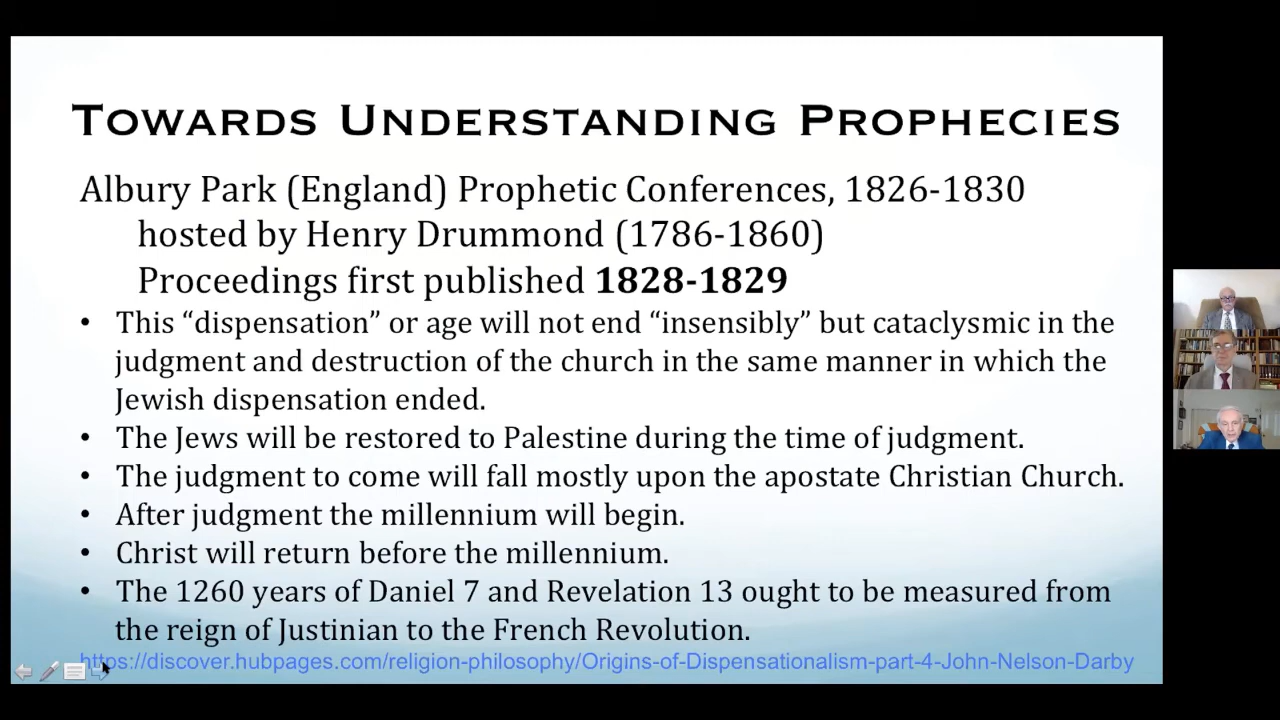 Towards Understanding Prophecies
Albury Park (England) Prophetic Conferences, 1826-1830
hosted by Henry Drummond (1786-1860)
Proceedings first published 1828-1829
• This “dispensation” or age will not end “insensibly” but cataclysmic in the
judgment and destruction of the church in the same manner in which the
Jewish dispensation ended.
• The Jews will be restored to Palestine during the time of judgment.
• The judgment to come will fall mostly upon the apostate Christian Church.
• After judgment the millennium will begin.
• Christ will return before the millennium.
• The 1260 years of Daniel 7 and Revelation 13 ought to be measured from
the reign of Justinian to the French Revolution.
https://discover.hubpages.com/religion-philosophy/Origins-of-Dispensationalism-part-4-John-Nelson-Darby